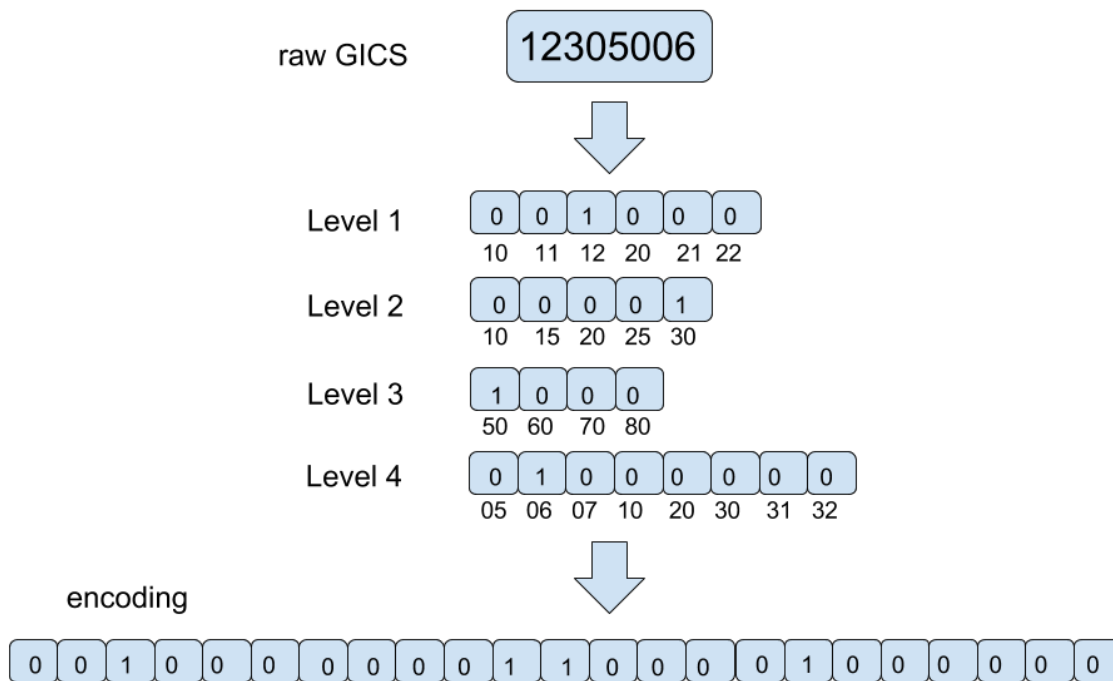 raw GICS 12305006
Level 1 0 0 1 0 0 0
10 11 12 20 21 22
Level 2 0 0 0 0 1
10 15 20 25 30
Level 3 1 0 0 0
50 60 70 80
Level 4 0 1 0 0 0 0 0 0
05 06 07 10 20 30 31 32
encoding
0 0 1 0 0 0 0 0 0 0 1 1 0 0 0 0 1 0 0 0 0 0 0